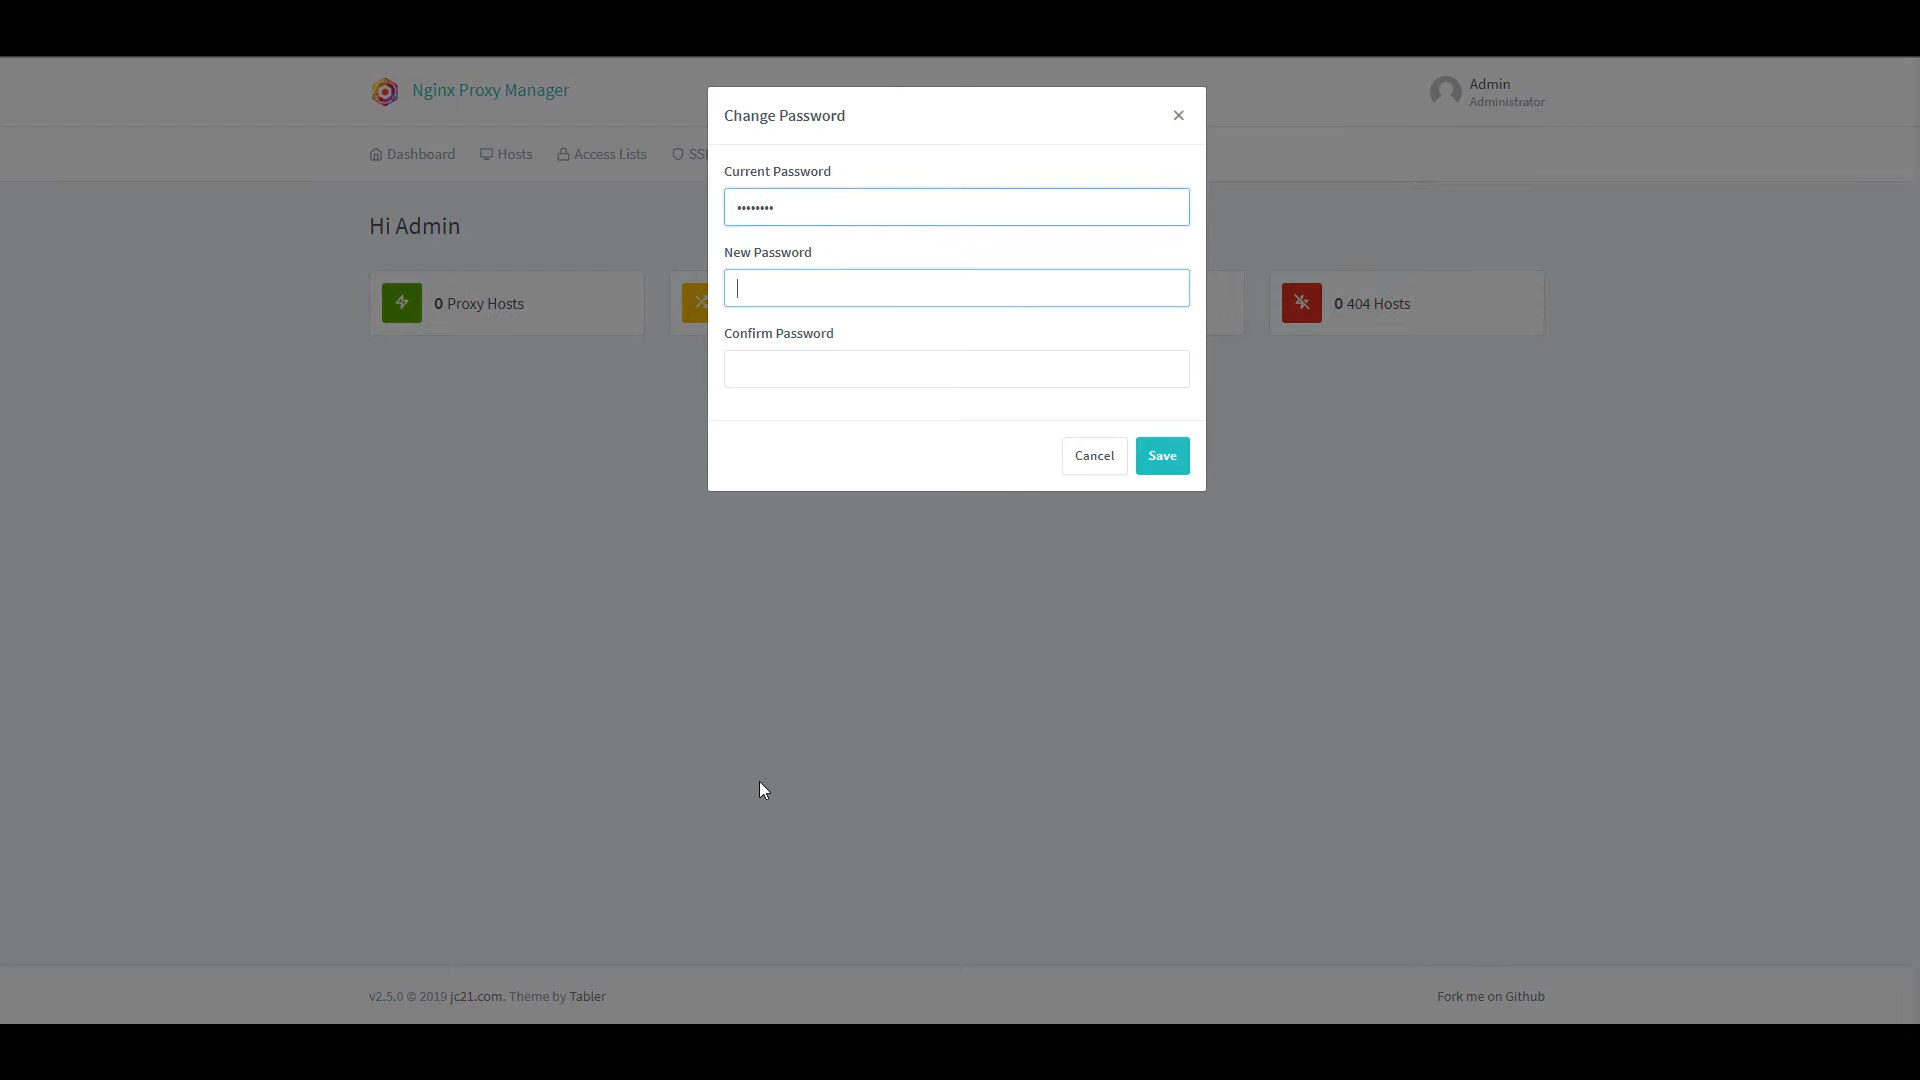 Nginx Proxy Manager
Admin
Administrator
Dashboard
Hosts
Access Lists
Change Password
×
Current Password
••••••••
New Password
Confirm Password
Cancel
Save
Hi Admin
0 Proxy Hosts
0 404 Hosts
v2.5.0 © 2019 jc21.com. Theme by Tabler
Fork me on Github